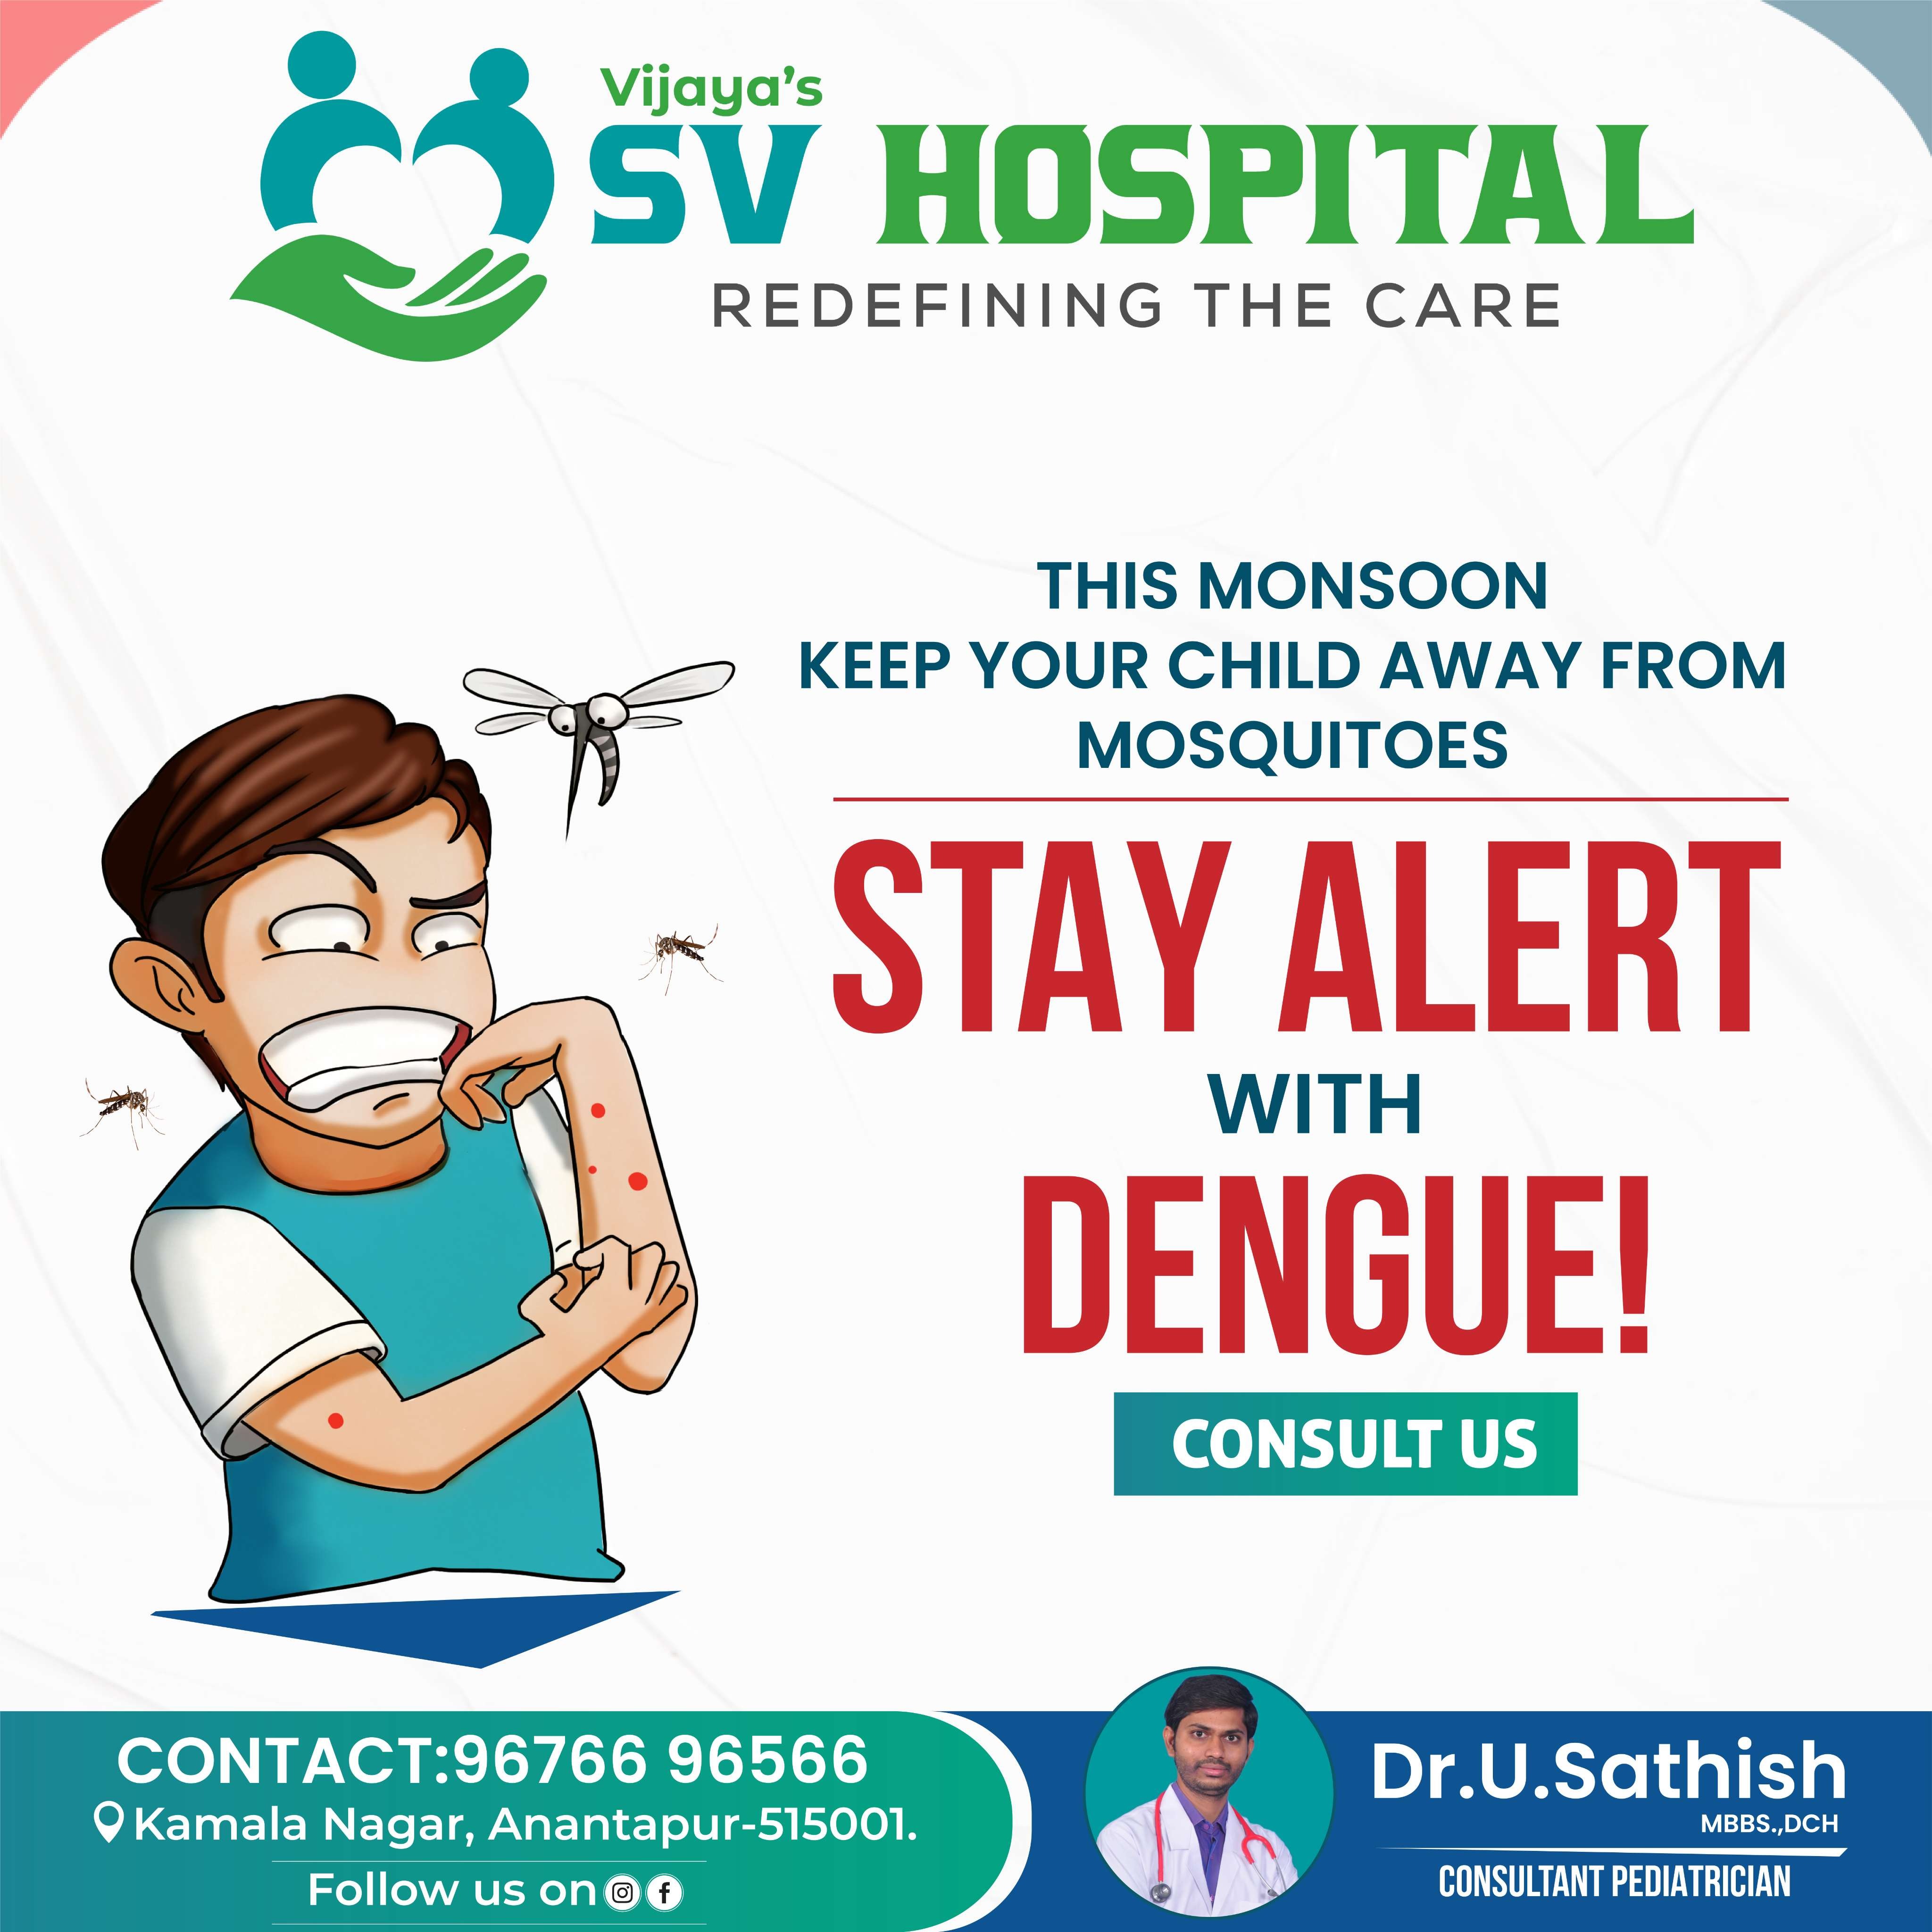 Vijaya's
SV HOSPITAL
REDEFINING THE CARE
THIS MONSOON
KEEP YOUR CHILD AWAY FROM
MOSQUITOES
STAY ALERT
WITH
DENGUE!
CONSULT US
CONTACT:96766 96566
Kamala Nagar, Anantapur-515001.
Follow us on
Dr.U.Sathish
MBBS.,DCH
CONSULTANT PEDIATRICIAN